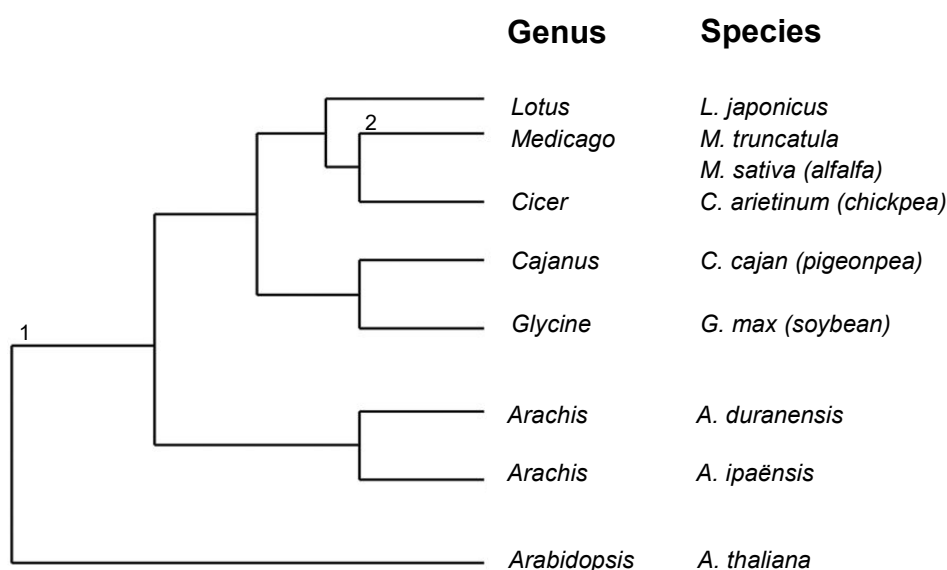 Genus Species
Lotus L. japonicus
2
Medicago M. truncatula
M. sativa (alfalfa)
Cicer C. arietinum (chickpea)
Cajanus C. cajan (pigeonpea)
Glycine G. max (soybean)
1
Arachis A. duranensis
Arachis A. ipaënsis
Arabidopsis A. thaliana